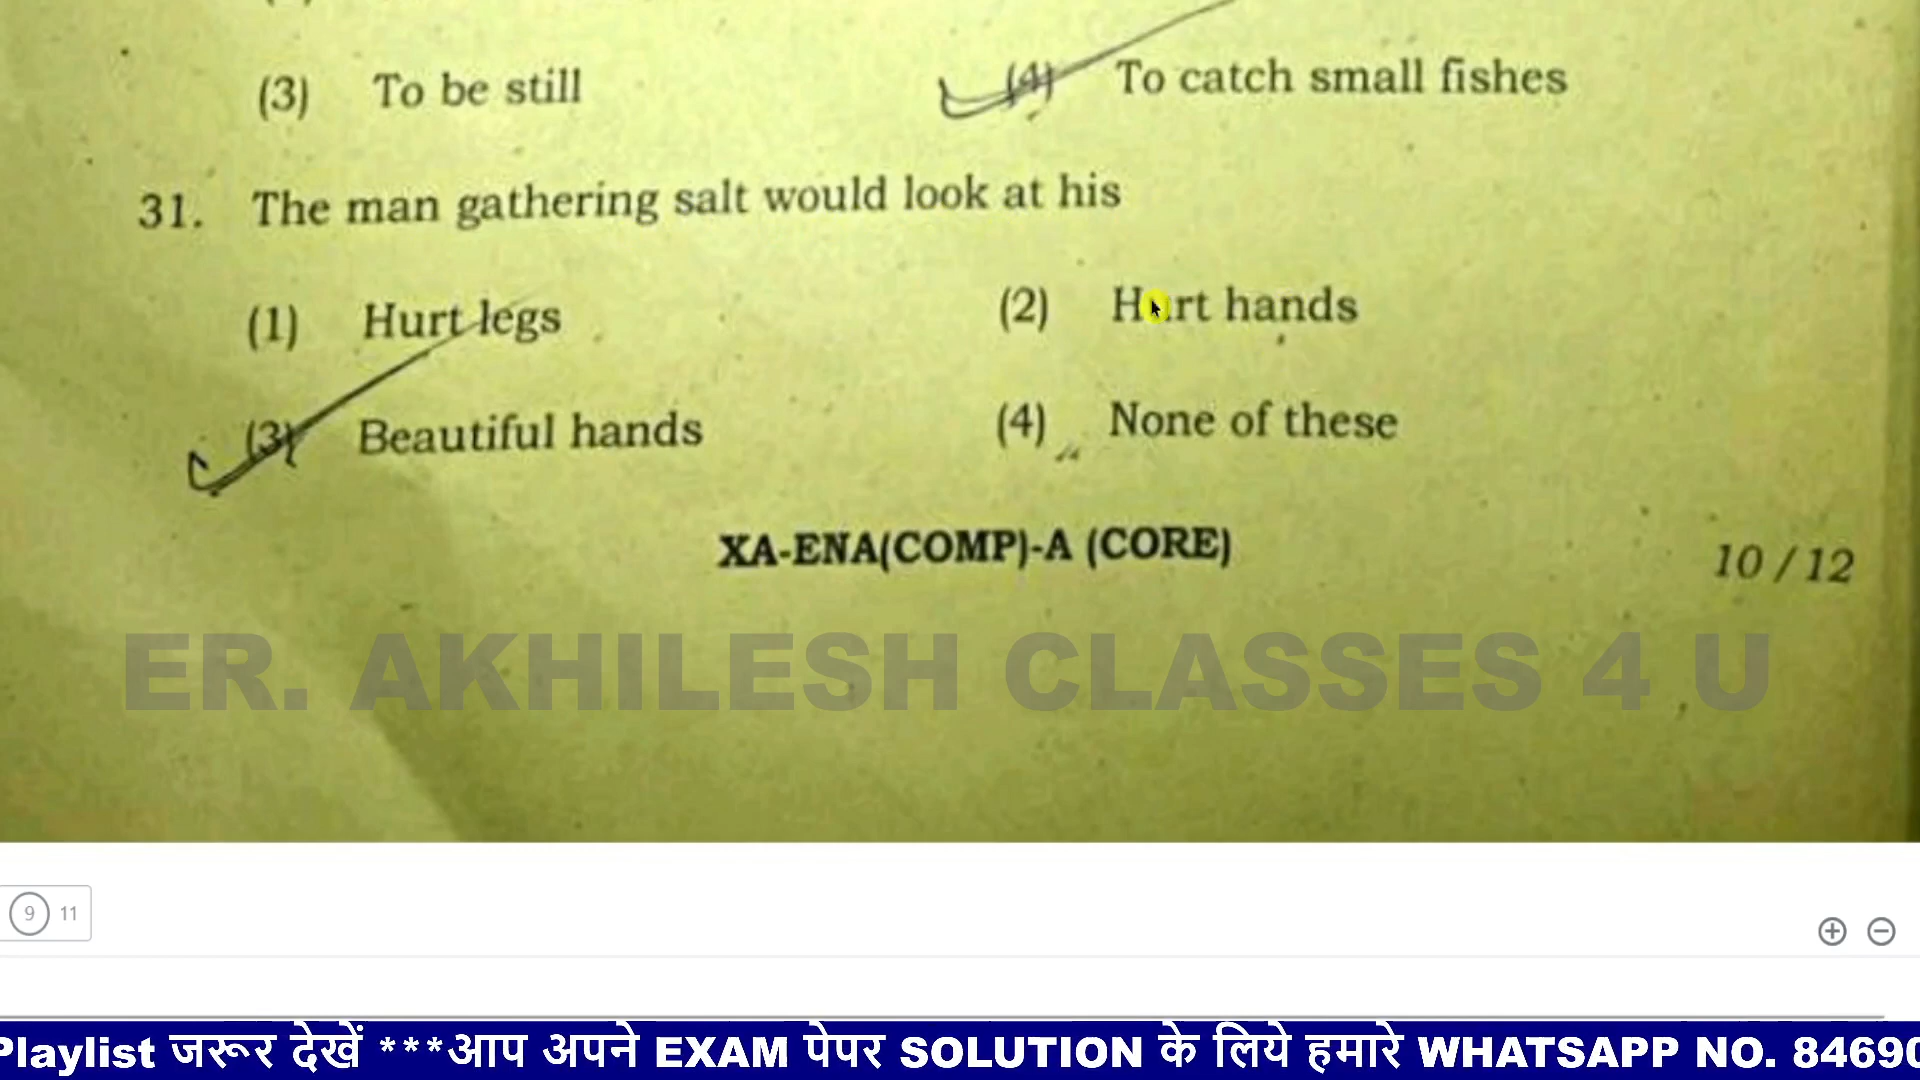 (3) To be still (4) To catch small fishes
31. The man gathering salt would look at his
(1) Hurt legs (2) Hurt hands
(3) Beautiful hands (4) None of these
XA-ENA(COMP)-A (CORE)
10 / 12
ER. AKHILESH CLASSES 4 U
9 11
Playlist जरूर देखें ***आप अपने EXAM पेपर SOLUTION के लिये हमारे WHATSAPP NO. 84690